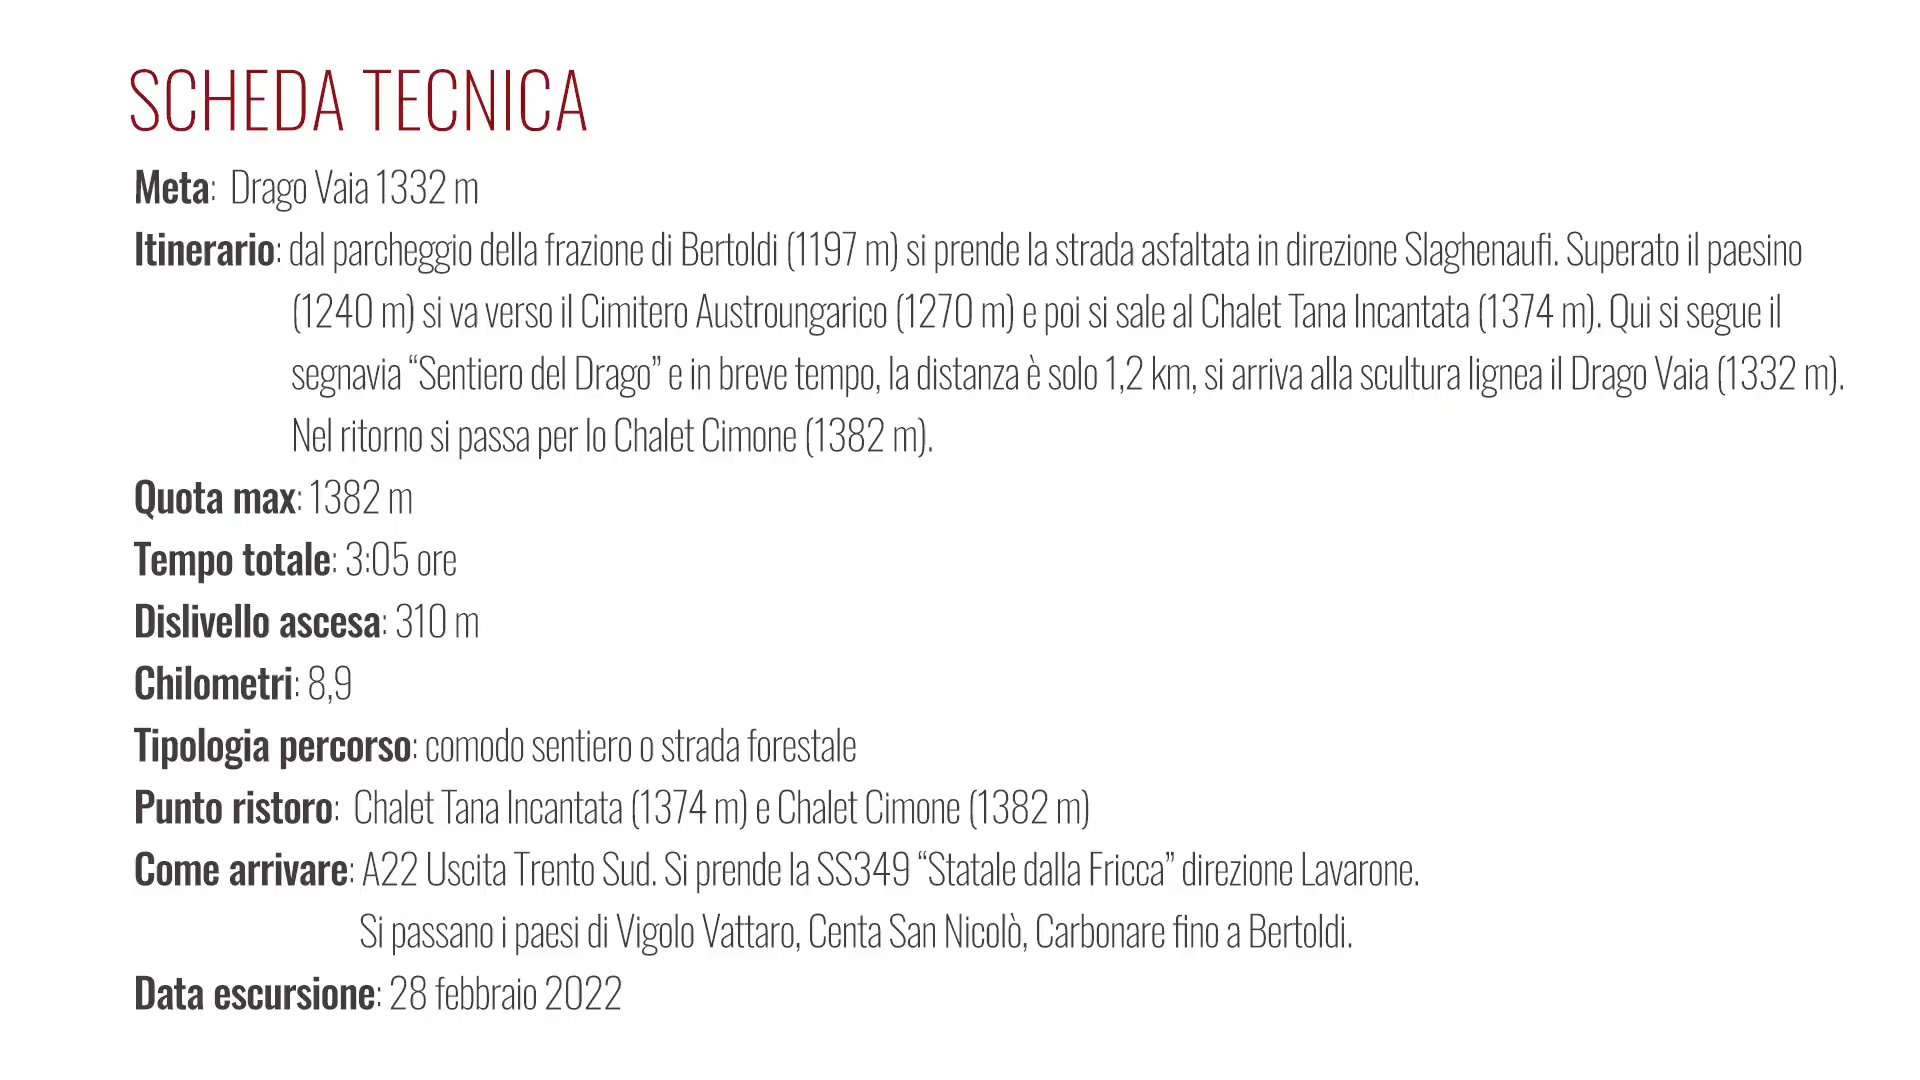 SCHEDA TECNICA
Meta: Drago Vaia 1332 m
Itinerario: dal parcheggio della frazione di Bertoldi (1197 m) si prende la strada asfaltata in direzione Slaghenaufi. Superato il paesino
(1240 m) si va verso il Cimitero Austroungarico (1270 m) e poi si sale al Chalet Tana Incantata (1374 m). Qui si segue il
segnavia “Sentiero del Drago” e in breve tempo, la distanza è solo 1,2 km, si arriva alla scultura lignea il Drago Vaia (1332 m).
Nel ritorno si passa per lo Chalet Cimone (1382 m).
Quota max: 1382 m
Tempo totale: 3:05 ore
Dislivello ascesa: 310 m
Chilometri: 8,9
Tipologia percorso: comodo sentiero o strada forestale
Punto ristoro: Chalet Tana Incantata (1374 m) e Chalet Cimone (1382 m)
Come arrivare: A22 Uscita Trento Sud. Si prende la SS349 “Statale dalla Fricca” direzione Lavarone.
Si passano i paesi di Vigolo Vattaro, Centa San Nicolò, Carbonare fino a Bertoldi.
Data escursione: 28 febbraio 2022